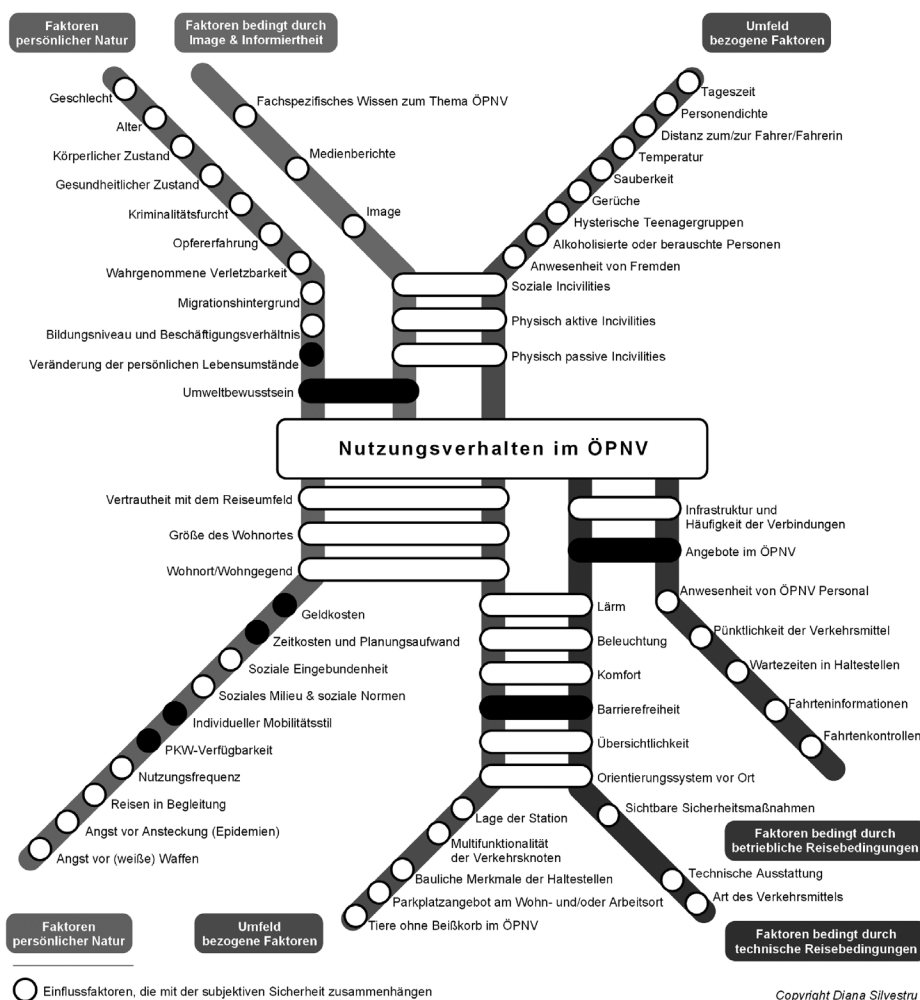 Faktoren
persönlicher Natur
Faktoren bedingt durch
Image & Informiertheit
Umfeld
bezogene Faktoren
Geschlecht
Alter
Körperlicher Zustand
Gesundheitlicher Zustand
Kriminalitätsfurcht
Opfererfahrung
Wahrgenommene Verletzbarkeit
Migrationshintergrund
Bildungsniveau und Beschäftigungsverhältnis
Veränderung der persönlichen Lebensumstände
Umweltbewusstsein
Fachspezifisches Wissen zum Thema ÖPNV
Medienberichte
Image
Tageszeit
Personendichte
Distanz zum/zur Fahrer/Fahrerin
Temperatur
Sauberkeit
Gerüche
Hysterische Teenagergruppen
Alkoholisierte oder berauschte Personen
Anwesenheit von Fremden
Soziale Incivilities
Physisch aktive Incivilities
Physisch passive Incivilities
Nutzungsverhalten im ÖPNV
Vertrautheit mit dem Reiseumfeld
Größe des Wohnortes
Wohnort/Wohngegend
Geldkosten
Zeitkosten und Planungsaufwand
Soziale Eingebundenheit
Soziales Milieu & soziale Normen
Individueller Mobilitätsstil
PKW-Verfügbarkeit
Nutzungsfrequenz
Reisen in Begleitung
Angst vor Ansteckung (Epidemien)
Angst vor (weiße) Waffen
Infrastruktur und
Häufigkeit der Verbindungen
Angebote im ÖPNV
Anwesenheit von ÖPNV Personal
Pünktlichkeit der Verkehrsmittel
Wartezeiten in Haltestellen
Fahrteninformationen
Fahrtenkontrollen
Lärm
Beleuchtung
Komfort
Barrierefreiheit
Übersichtlichkeit
Orientierungssystem vor Ort
Sichtbare Sicherheitsmaßnahmen
Technische Ausstattung
Art des Verkehrsmittels
Lage der Station
Multifunktionalität
der Verkehrsknoten
Bauliche Merkmale der Haltestellen
Parkplatzangebot am Wohn- und/oder Arbeitsort
Tiere ohne Beißkorb im ÖPNV
Faktoren bedingt durch
betriebliche Reisebedingungen
Faktoren
persönlicher Natur
Umfeld
bezogene Faktoren
Faktoren bedingt durch
technische Reisebedingungen
Einflussfaktoren, die mit der subjektiven Sicherheit zusammenhängen
Copyright Diana Silvestru